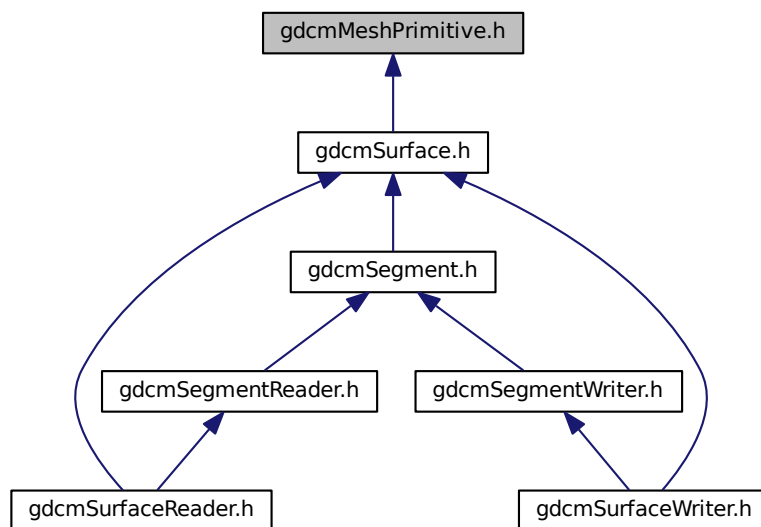 gdcmMeshPrimitive.h
gdcmSurface.h
gdcmSegment.h
gdcmSegmentReader.h
gdcmSegmentWriter.h
gdcmSurfaceReader.h
gdcmSurfaceWriter.h